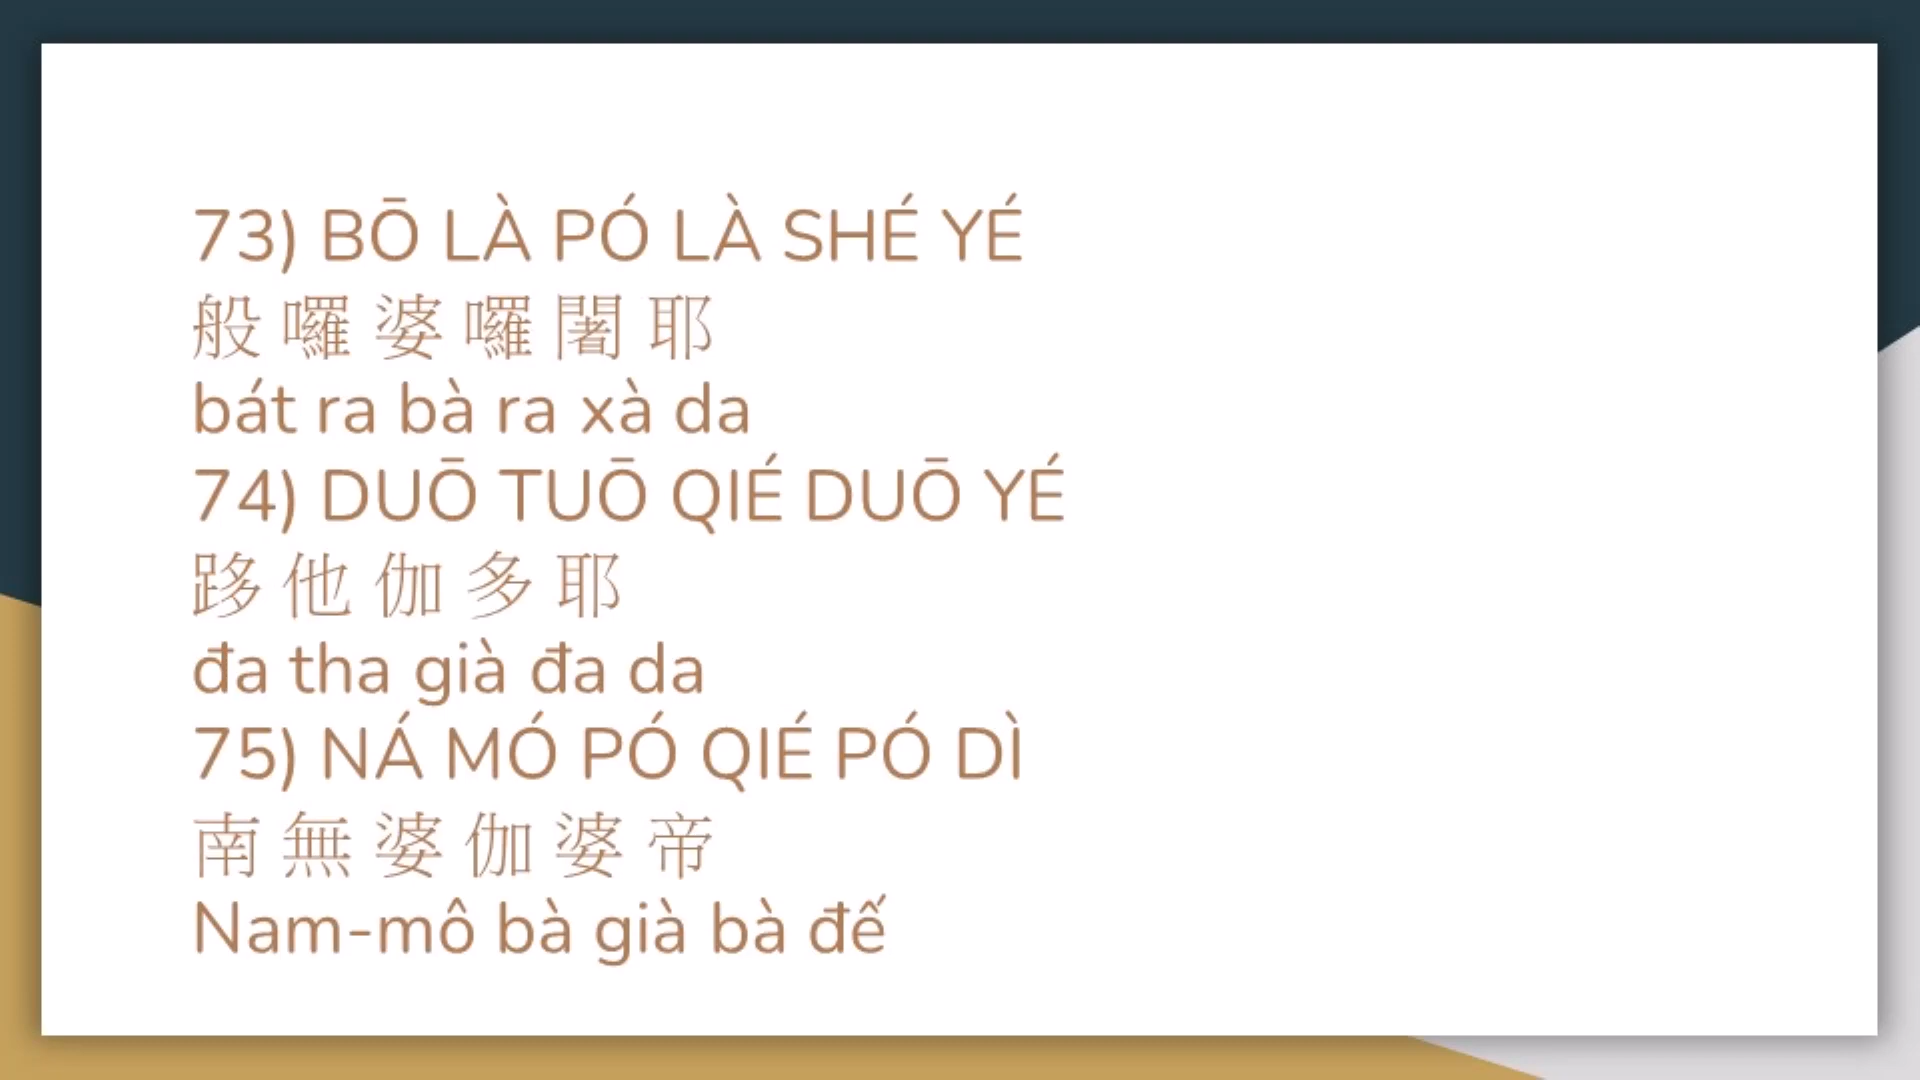 73) BŌ LÀ PÓ LÀ SHÉ YÉ
般 囉 婆 囉 闍 耶
bát ra bà ra xà da
74) DUŌ TUŌ QIÉ DUŌ YÉ
跢 他 伽 多 耶
đa tha già đa da
75) NÁ MÓ PÓ QIÉ PÓ DÌ
南 無 婆 伽 婆 帝
Nam-mô bà già bà đế